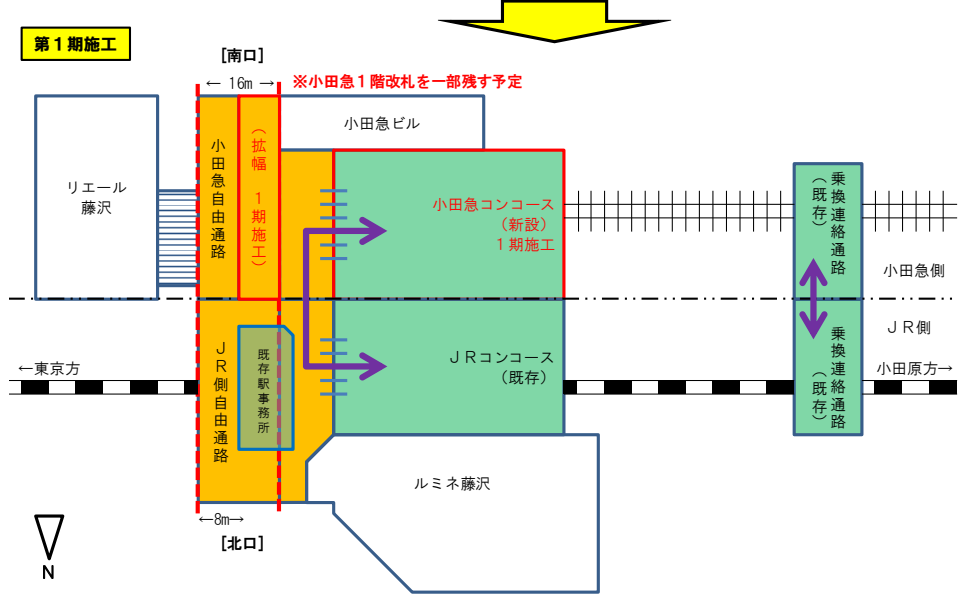 第１期施工
[南口]
← 16m →
※小田急１階改札を一部残す予定
小田急ビル
リエール
藤沢
小田急自由通路
（拡幅　１期施工）
小田急コンコース
（新設）
１期施工
乗換連絡通路
（既存）
小田急側
ＪＲ側
←東京方
ＪＲ側自由通路
既存駅事務所
ＪＲコンコース
（既存）
乗換連絡通路
（既存）
小田原方→
ルミネ藤沢
←8m→
[北口]
N